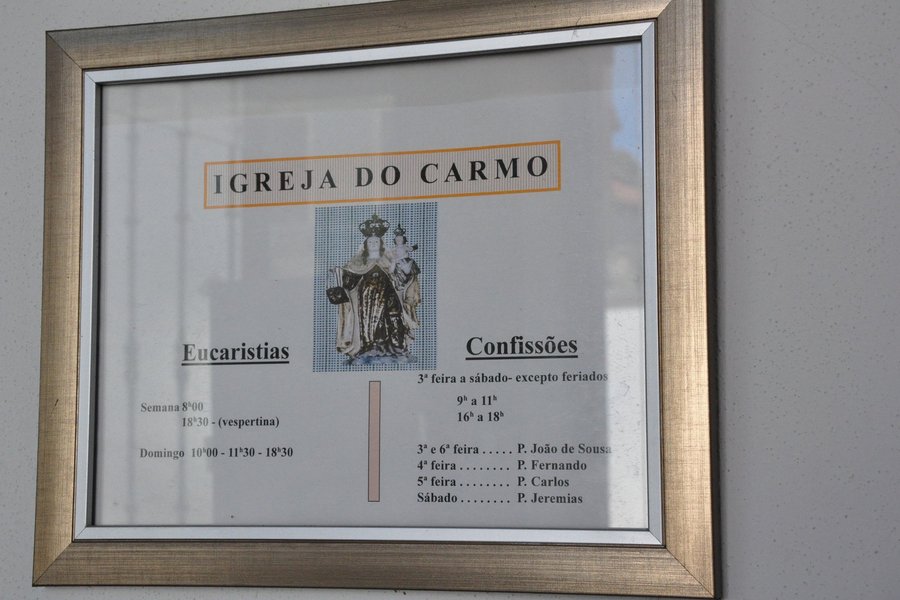 IGREJA DO CARMO
Eucaristias
Semana 8ʰ00
18ʰ30 - (vespertina)
Domingo 10ʰ00 - 11ʰ30 - 18ʰ30
Confissões
3ª feira a sábado- excepto feriados
9ʰ a 11ʰ
16ʰ a 18ʰ
3ª e 6ª feira . . . . . P. João de Sousa
4ª feira . . . . . . . . P. Fernando
5ª feira . . . . . . . . P. Carlos
Sábado . . . . . . . . P. Jeremias